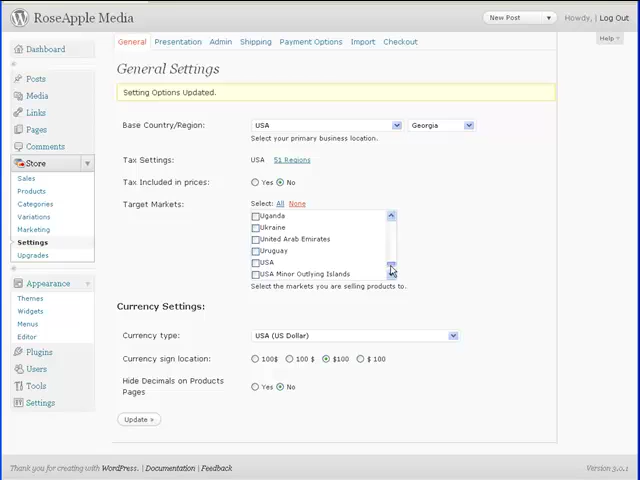 RoseApple Media
New Post
Howdy, | Log Out
Help
Dashboard
Posts
Media
Links
Pages
Comments
Store
Sales
Products
Categories
Variations
Marketing
Settings
Upgrades
Appearance
Themes
Widgets
Menus
Editor
Plugins
Users
Tools
Settings
General Presentation Admin Shipping Payment Options Import Checkout
General Settings
Setting Options Updated.
Base Country/Region: USA Georgia
Select your primary business location.
Tax Settings: USA 51 Regions
Tax Included in prices: Yes No
Target Markets: Select: All None
Uganda
Ukraine
United Arab Emirates
Uruguay
USA
USA Minor Outlying Islands
Select the markets you are selling products to.
Currency Settings:
Currency type: USA (US Dollar)
Currency sign location: 100$ 100 $ $100 $ 100
Hide Decimals on Products Yes No
Pages
Update »
Thank you for creating with WordPress. | Documentation | Feedback
Version 3.0.1